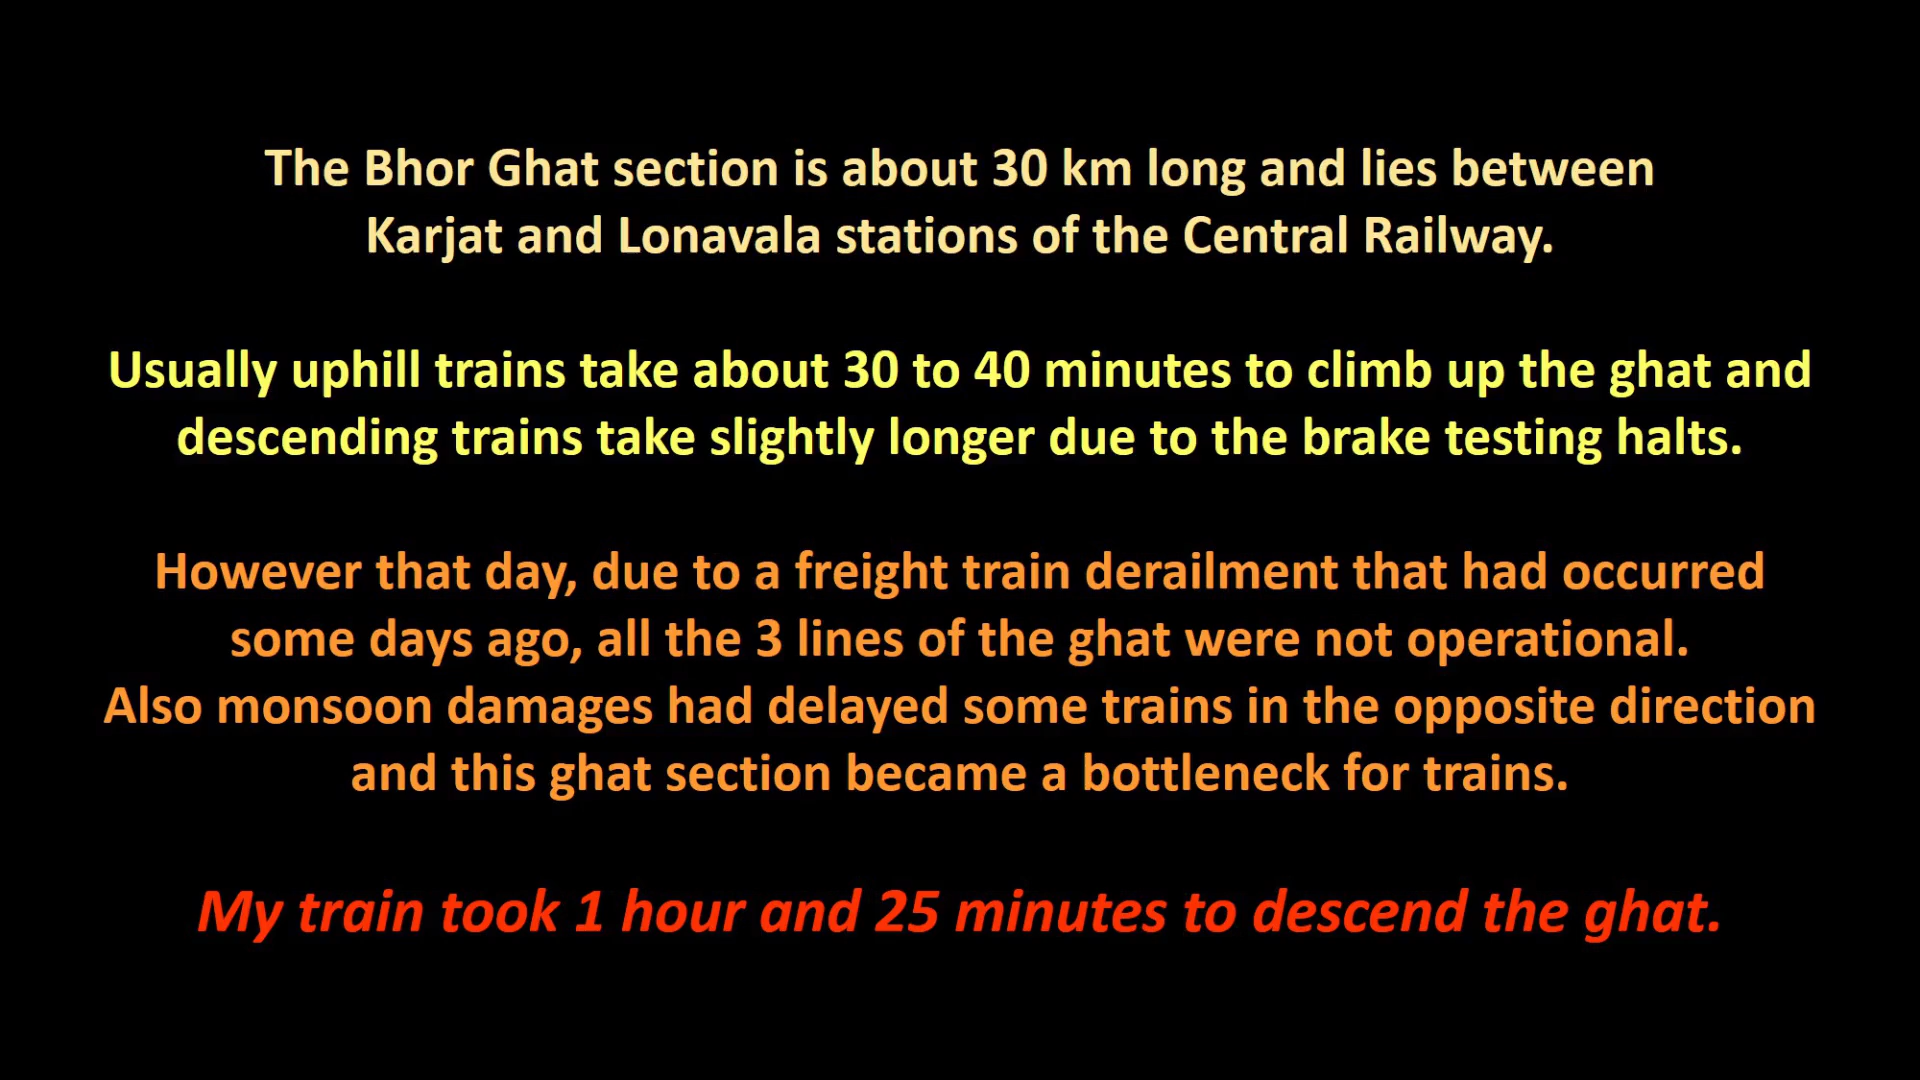 The Bhor Ghat section is about 30 km long and lies between
Karjat and Lonavala stations of the Central Railway.
Usually uphill trains take about 30 to 40 minutes to climb up the ghat and
descending trains take slightly longer due to the brake testing halts.
However that day, due to a freight train derailment that had occurred
some days ago, all the 3 lines of the ghat were not operational.
Also monsoon damages had delayed some trains in the opposite direction
and this ghat section became a bottleneck for trains.
My train took 1 hour and 25 minutes to descend the ghat.